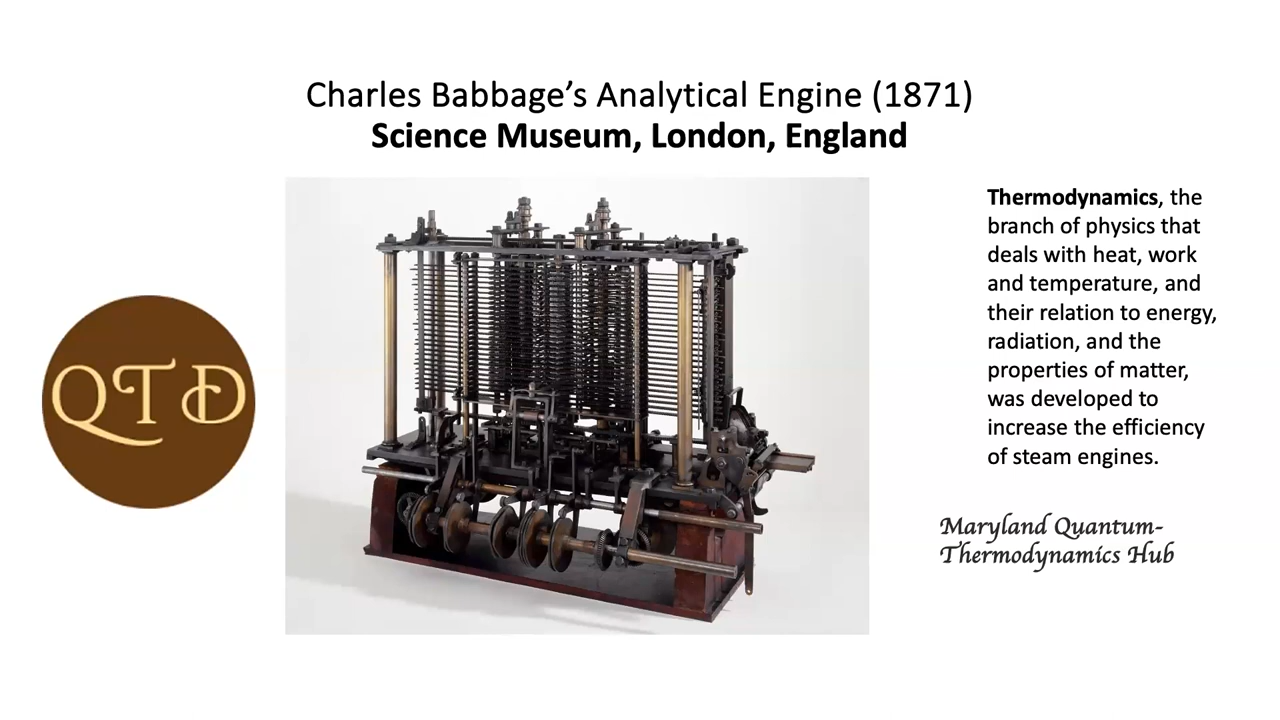 Charles Babbage’s Analytical Engine (1871)
Science Museum, London, England
QTD
Thermodynamics, the
branch of physics that
deals with heat, work
and temperature, and
their relation to energy,
radiation, and the
properties of matter,
was developed to
increase the efficiency
of steam engines.
Maryland Quantum-
Thermodynamics Hub